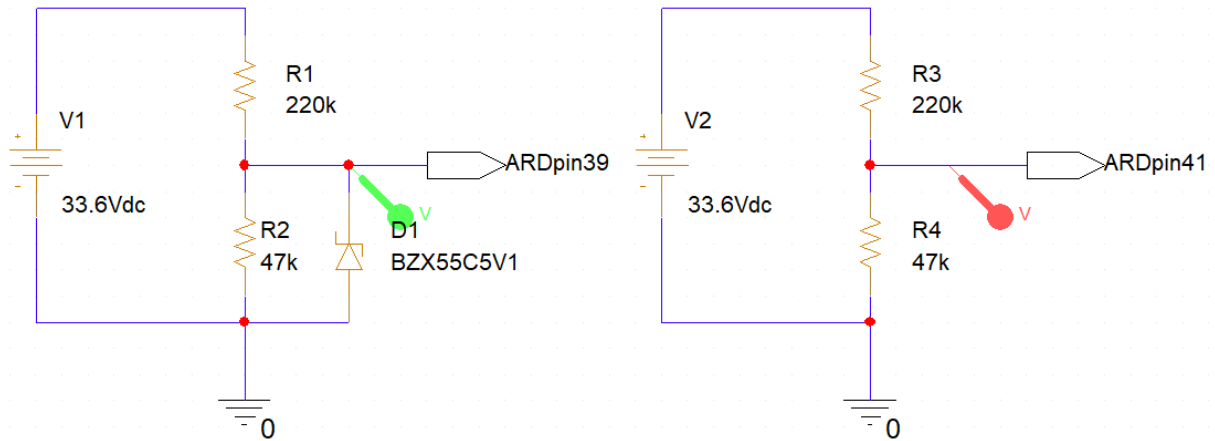 V1
+
-
33.6Vdc
R1
220k
ARDpin39
V
R2
47k
D1
BZX55C5V1
0
V2
+
-
33.6Vdc
R3
220k
ARDpin41
V
R4
47k
0